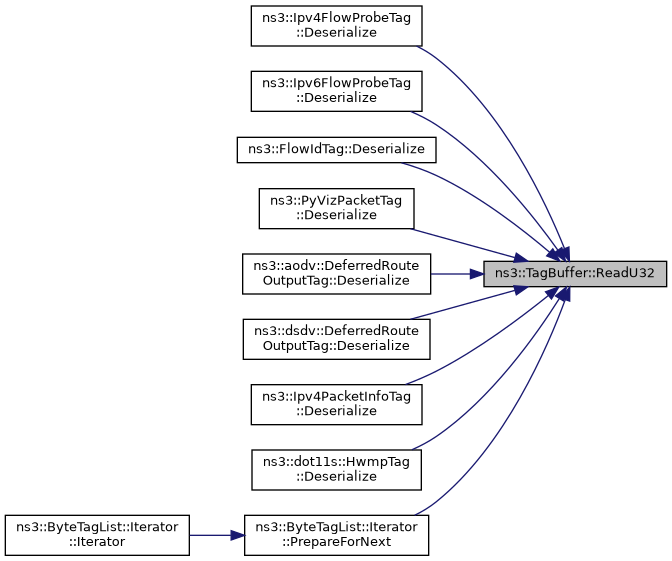 ns3::Ipv4FlowProbeTag
::Deserialize
ns3::Ipv6FlowProbeTag
::Deserialize
ns3::FlowIdTag::Deserialize
ns3::PyVizPacketTag
::Deserialize
ns3::aodv::DeferredRoute
OutputTag::Deserialize
ns3::TagBuffer::ReadU32
ns3::dsdv::DeferredRoute
OutputTag::Deserialize
ns3::Ipv4PacketInfoTag
::Deserialize
ns3::dot11s::HwmpTag
::Deserialize
ns3::ByteTagList::Iterator
::Iterator
ns3::ByteTagList::Iterator
::PrepareForNext